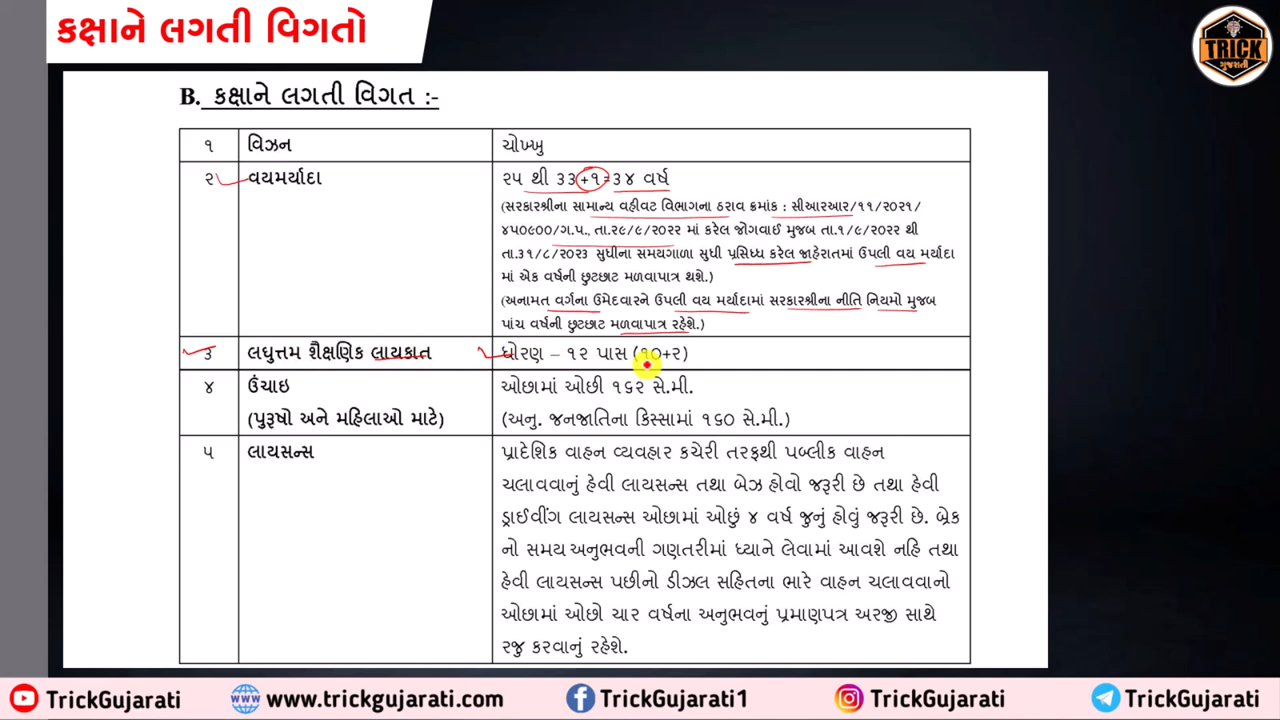 કક્ષાને લગતી વિગતો
TRICK
ગુજરાતી
B. કક્ષાને લગતી વિગત :-
૧ વિઝન ચોખ્ખુ
૨ વયમર્યાદા ૨૫ થી ૩૩ +૧=૩૪ વર્ષ
(સરકારશ્રીના સામાન્ય વહીવટ વિભાગના ઠરાવ ક્રમાંક : સીઆરઆર/૧૧/૨૦૨૧/
૪૫૦૯૦૦/ગ.પ., તા.૨૯/૯/૨૦૨૨ માં કરેલ જોગવાઈ મુજબ તા.૧/૯/૨૦૨૨ થી
તા.૩૧/૮/૨૦૨૩ સુધીના સમયગાળા સુધી પ્રસિધ્ધ કરેલ જાહેરાતમાં ઉપલી વય મર્યાદા
માં એક વર્ષની છુટછાટ મળવાપાત્ર થશે.)
(અનામત વર્ગના ઉમેદવારને ઉપલી વય મર્યાદામાં સરકારશ્રીના નીતિ નિયમો મુજબ
પાંચ વર્ષની છુટછાટ મળવાપાત્ર રહેશે.)
૩ લઘુત્તમ શૈક્ષણિક લાયકાત ધોરણ – ૧૨ પાસ (૧૦+૨)
૪ ઉંચાઇ ઓછામાં ઓછી ૧૬૨ સે.મી.
(પુરૂષો અને મહિલાઓ માટે) (અનુ. જનજાતિના કિસ્સામાં ૧૬૦ સે.મી.)
૫ લાયસન્સ પ્રાદેશિક વાહન વ્યવહાર કચેરી તરફથી પબ્લીક વાહન
ચલાવવાનું હેવી લાયસન્સ તથા બેઝ હોવો જરૂરી છે તથા હેવી
ડ્રાઈવીંગ લાયસન્સ ઓછામાં ઓછું ૪ વર્ષ જુનું હોવું જરૂરી છે. બ્રેક
નો સમય અનુભવની ગણતરીમાં ધ્યાને લેવામાં આવશે નહિ તથા
હેવી લાયસન્સ પછીનો ડીઝલ સહિતના ભારે વાહન ચલાવવાનો
ઓછામાં ઓછો ચાર વર્ષના અનુભવનું પ્રમાણપત્ર અરજી સાથે
રજુ કરવાનું રહેશે.
TrickGujarati www.trickgujarati.com TrickGujarati1 TrickGujarati TrickGujarati